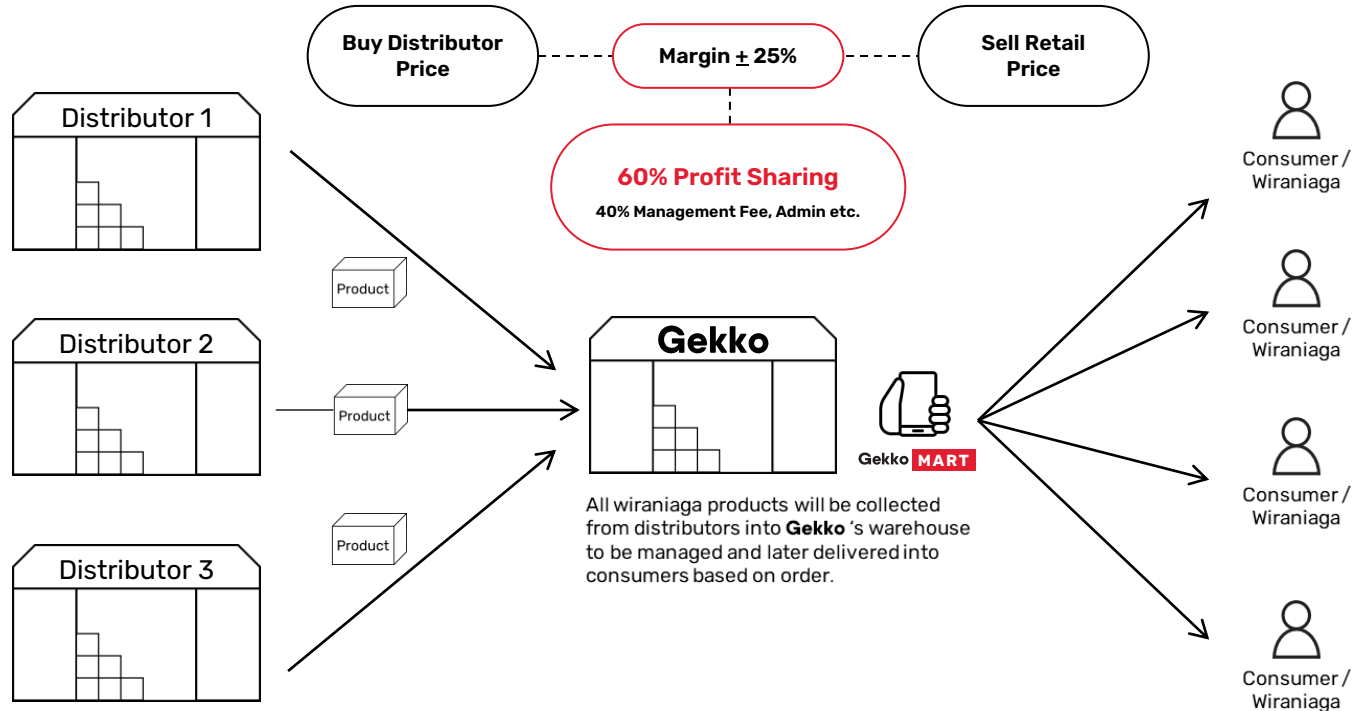 Buy Distributor
Price
Margin ± 25%
Sell Retail
Price
60% Profit Sharing
40% Management Fee, Admin etc.
Distributor 1
Product
Distributor 2
Product
Distributor 3
Product
Gekko
Gekko MART
All wiraniaga products will be collected
from distributors into Gekko ‘s warehouse
to be managed and later delivered into
consumers based on order.
Consumer /
Wiraniaga
Consumer /
Wiraniaga
Consumer /
Wiraniaga
Consumer /
Wiraniaga